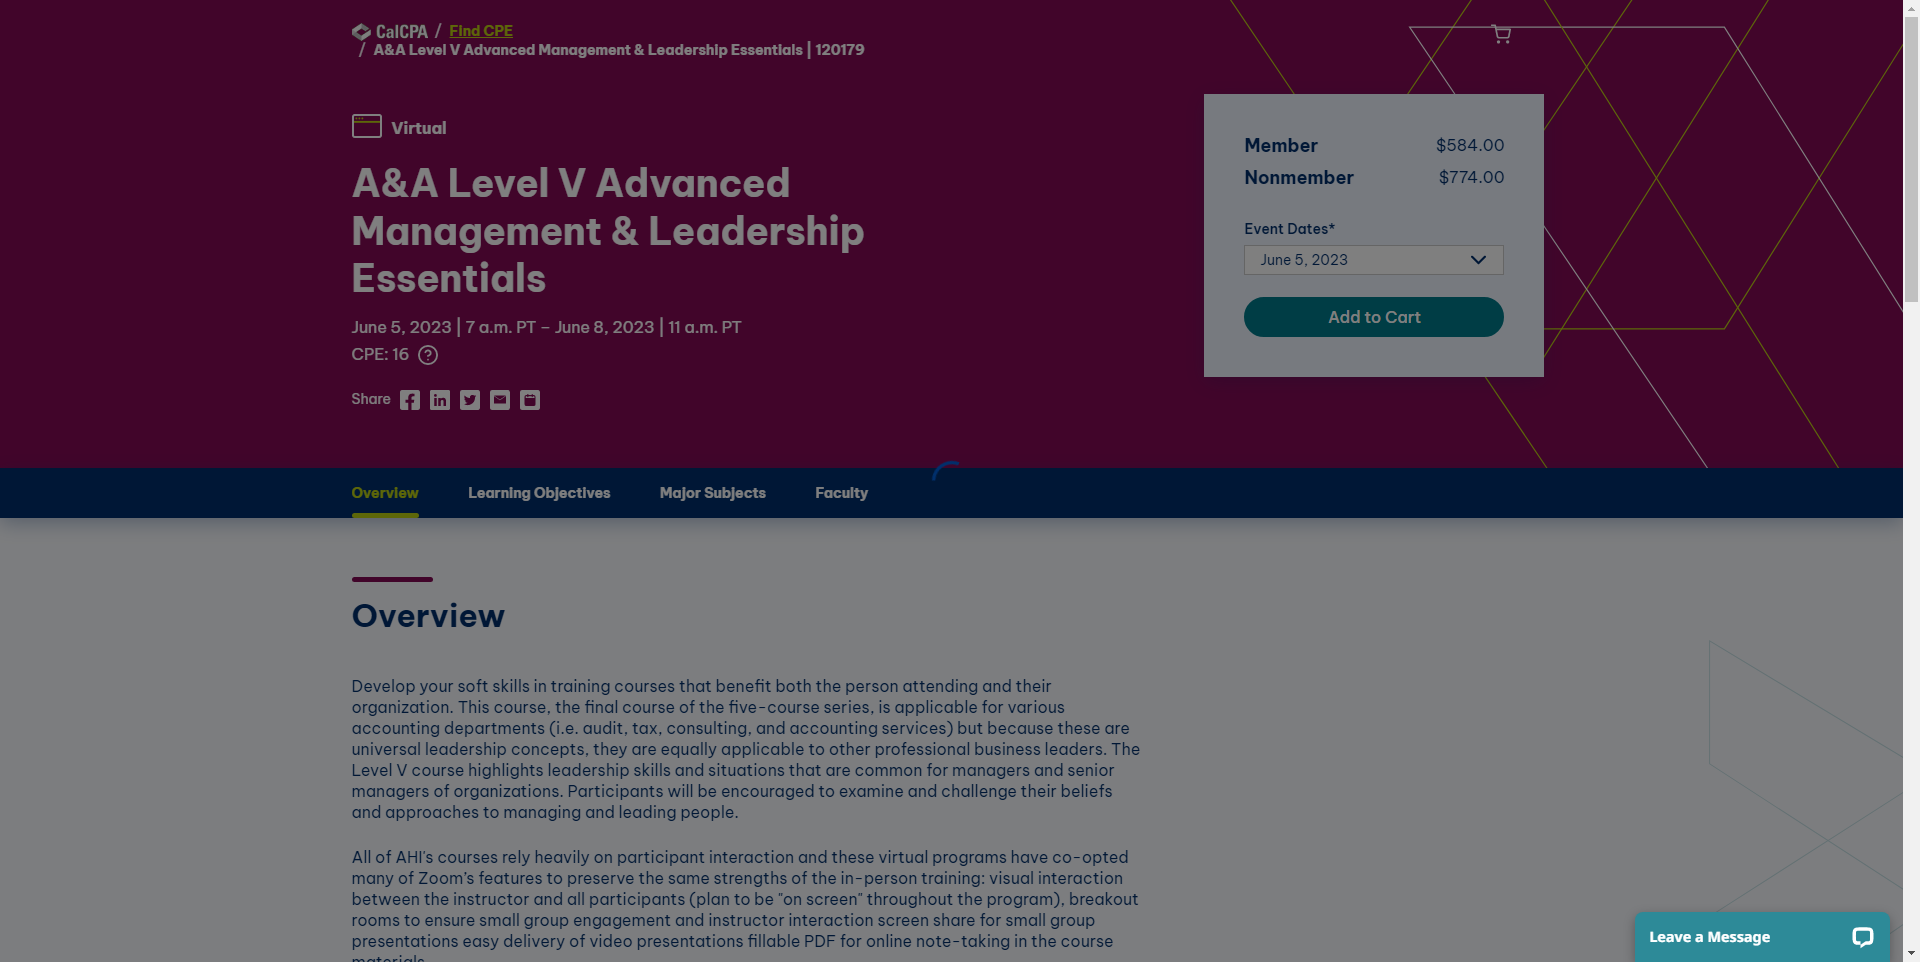 CalCPA / Find CPE
/ A&A Level V Advanced Management & Leadership Essentials | 120179
Virtual
A&A Level V Advanced
Management & Leadership
Essentials
June 5, 2023 | 7 a.m. PT – June 8, 2023 | 11 a.m. PT
CPE: 16 ?
Share
Member $584.00
Nonmember $774.00
Event Dates*
June 5, 2023
Add to Cart
Overview Learning Objectives Major Subjects Faculty
Overview
Develop your soft skills in training courses that benefit both the person attending and their
organization. This course, the final course of the five-course series, is applicable for various
accounting departments (i.e. audit, tax, consulting, and accounting services) but because these are
universal leadership concepts, they are equally applicable to other professional business leaders. The
Level V course highlights leadership skills and situations that are common for managers and senior
managers of organizations. Participants will be encouraged to examine and challenge their beliefs
and approaches to managing and leading people.
All of AHI's courses rely heavily on participant interaction and these virtual programs have co-opted
many of Zoom’s features to preserve the same strengths of the in-person training: visual interaction
between the instructor and all participants (plan to be "on screen" throughout the program), breakout
rooms to ensure small group engagement and instructor interaction screen share for small group
presentations easy delivery of video presentations fillable PDF for online note-taking in the course
materials.
Leave a Message